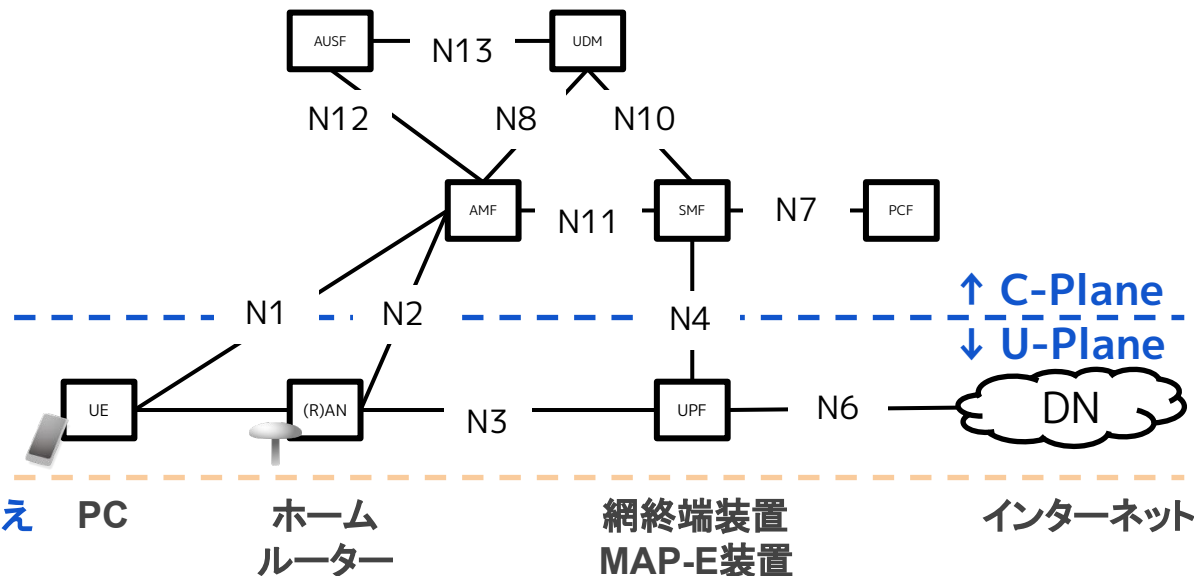 AUSF N13 UDM
N12 N8 N10
AMF N11 SMF N7 PCF
↑ C-Plane
N1 N2 N4
↓ U-Plane
UE (R)AN N3 UPF N6 DN
え PC ホーム 網終端装置 インターネット
ルーター MAP-E装置